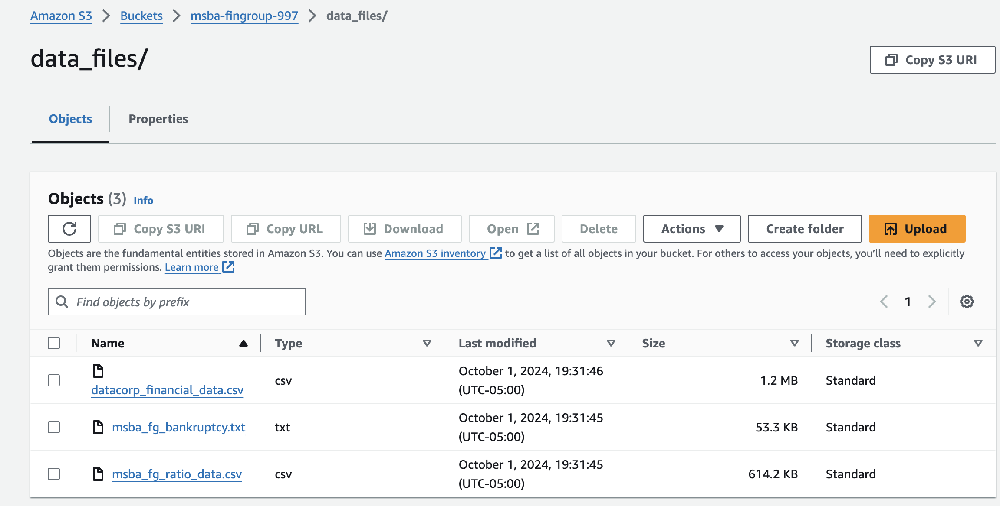 Amazon S3 > Buckets > msba-fingroup-997 > data_files/
data_files/
Copy S3 URI
Objects
Properties
Objects (3) Info
Copy S3 URI
Copy URL
Download
Open
Delete
Actions
Create folder
Upload
Objects are the fundamental entities stored in Amazon S3. You can use Amazon S3 inventory to get a list of all objects in your bucket. For others to access your objects, you’ll need to explicitly
grant them permissions. Learn more
Find objects by prefix
1
Name
Type
Last modified
Size
Storage class
datacorp_financial_data.csv
csv
October 1, 2024, 19:31:46
(UTC-05:00)
1.2 MB
Standard
msba_fg_bankruptcy.txt
txt
October 1, 2024, 19:31:45
(UTC-05:00)
53.3 KB
Standard
msba_fg_ratio_data.csv
csv
October 1, 2024, 19:31:45
(UTC-05:00)
614.2 KB
Standard